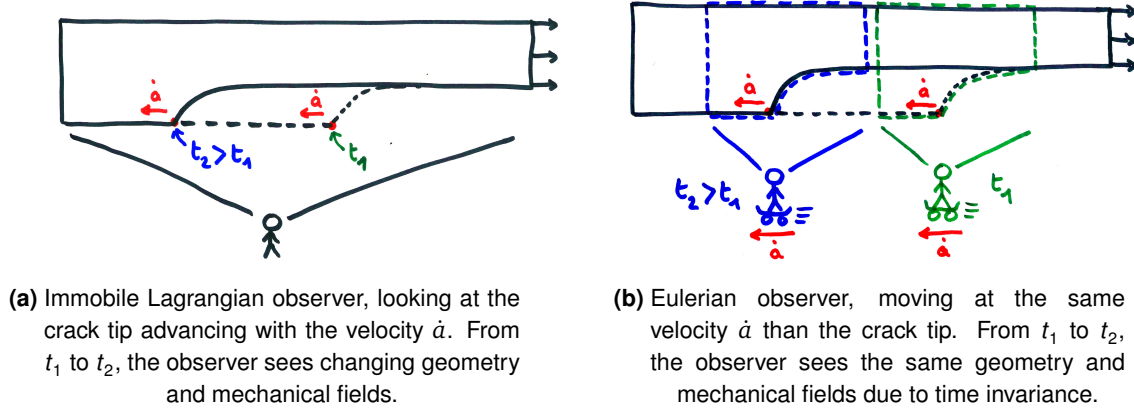 ȧ
ȧ
t₂>t₁
t₁
ȧ
ȧ
t₂>t₁
t₁
ȧ
ȧ
(a) Immobile Lagrangian observer, looking at the
crack tip advancing with the velocity ȧ. From
t₁ to t₂, the observer sees changing geometry
and mechanical fields.
(b) Eulerian observer, moving at the same
velocity ȧ than the crack tip. From t₁ to t₂,
the observer sees the same geometry and
mechanical fields due to time invariance.